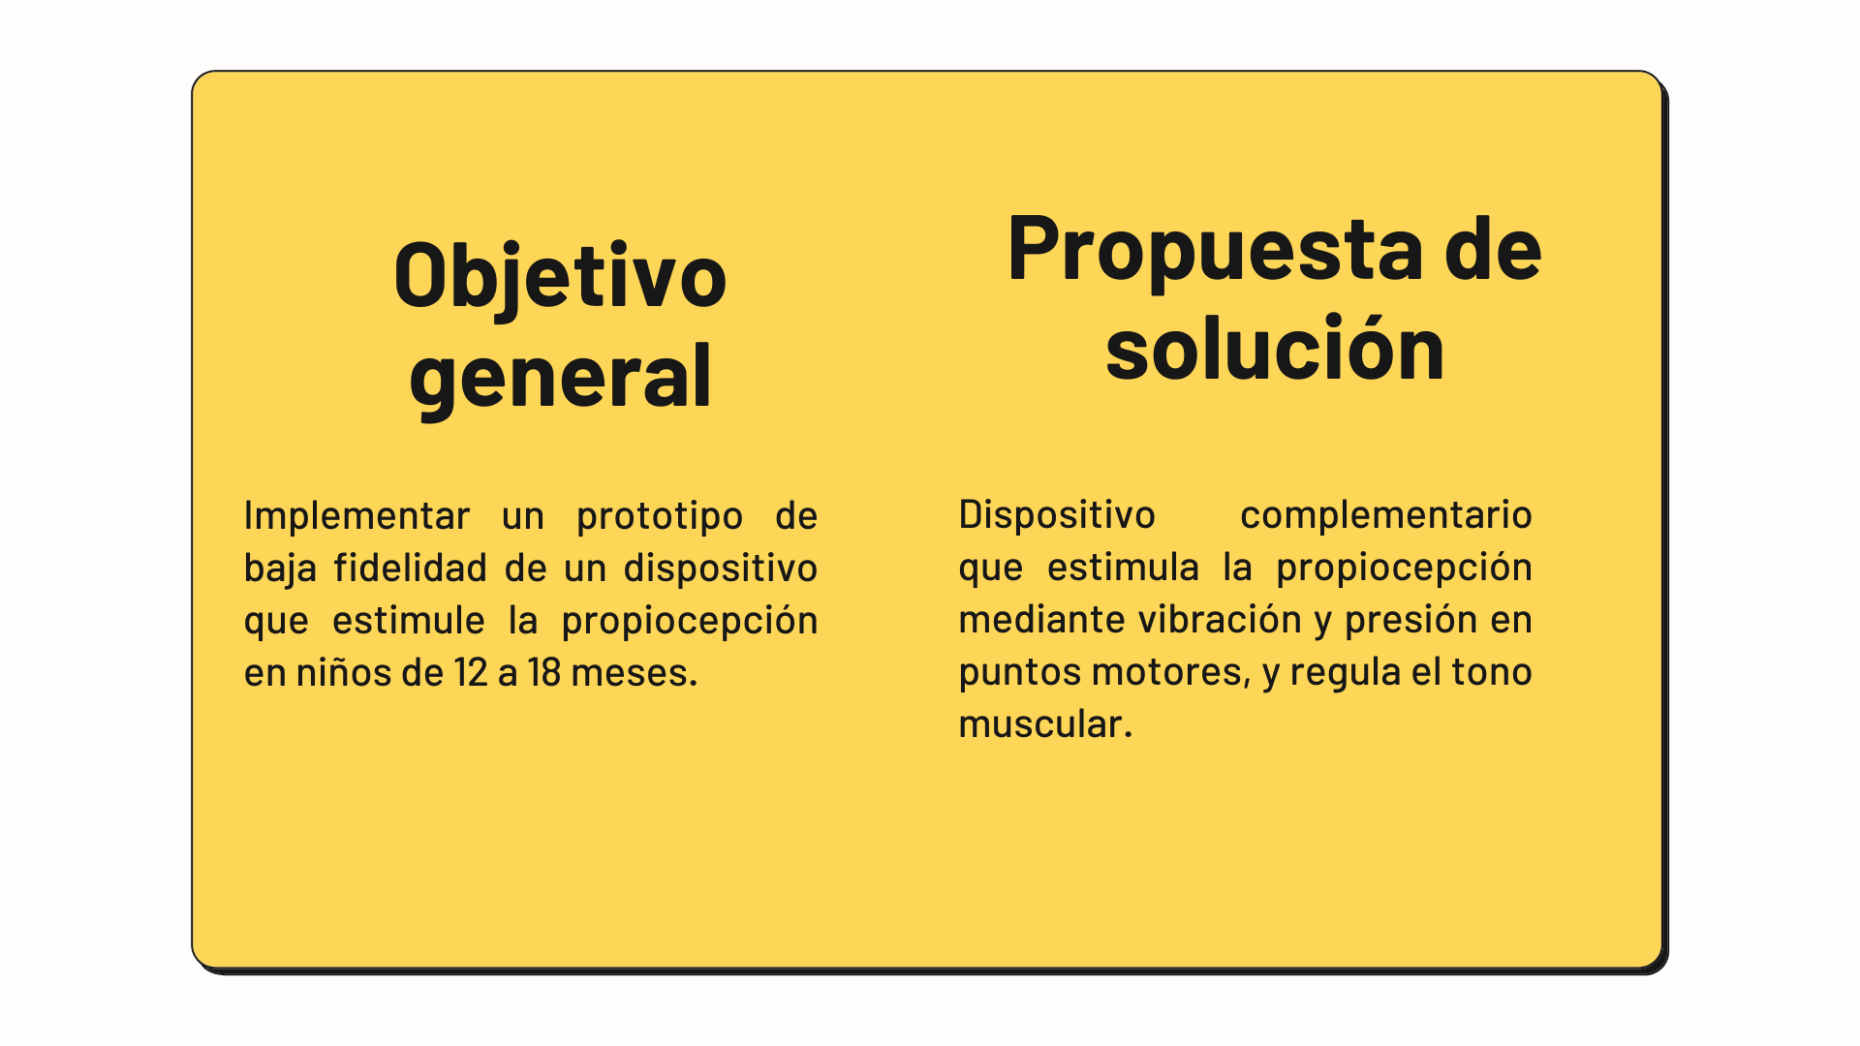 Objetivo
general
Implementar un prototipo de
baja fidelidad de un dispositivo
que estimule la propiocepción
en niños de 12 a 18 meses.
Propuesta de
solución
Dispositivo complementario
que estimula la propiocepción
mediante vibración y presión en
puntos motores, y regula el tono
muscular.